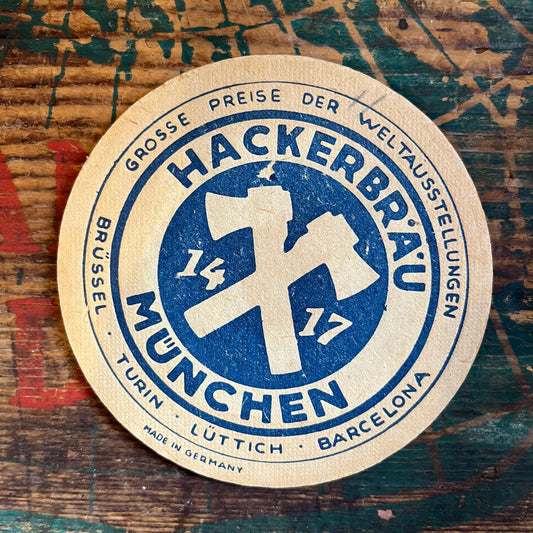 GROSSE PREISE DER WELTAUSSTELLUNGEN
HACKERBRÄU
14 17
MÜNCHEN
BRÜSSEL · TURIN · LÜTTICH · BARCELONA
MADE IN GERMANY